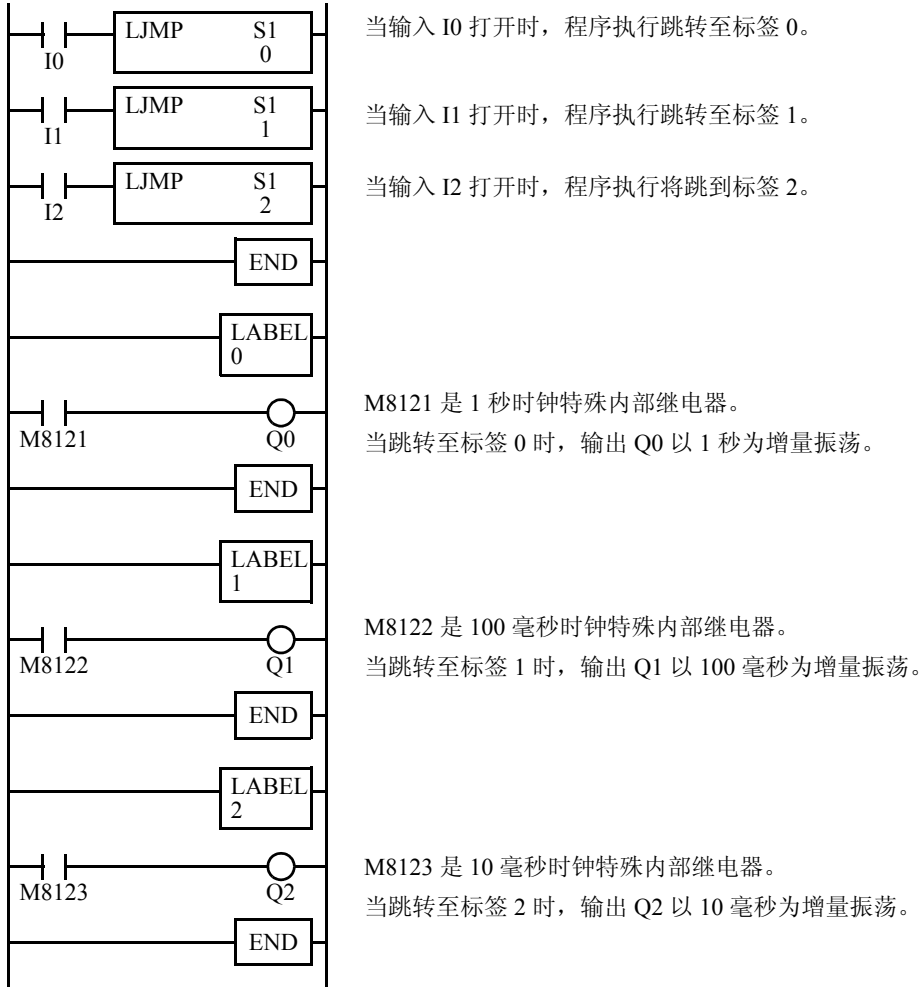 LJMP S1
0
I0
当输入 I0 打开时，程序执行跳转至标签 0。
LJMP S1
1
I1
当输入 I1 打开时，程序执行跳转至标签 1。
LJMP S1
2
I2
当输入 I2 打开时，程序执行将跳到标签 2。
END
LABEL
0
M8121 Q0
M8121 是 1 秒时钟特殊内部继电器。
当跳转至标签 0 时，输出 Q0 以 1 秒为增量振荡。
END
LABEL
1
M8122 Q1
M8122 是 100 毫秒时钟特殊内部继电器。
当跳转至标签 1 时，输出 Q1 以 100 毫秒为增量振荡。
END
LABEL
2
M8123 Q2
M8123 是 10 毫秒时钟特殊内部继电器。
当跳转至标签 2 时，输出 Q2 以 10 毫秒为增量振荡。
END